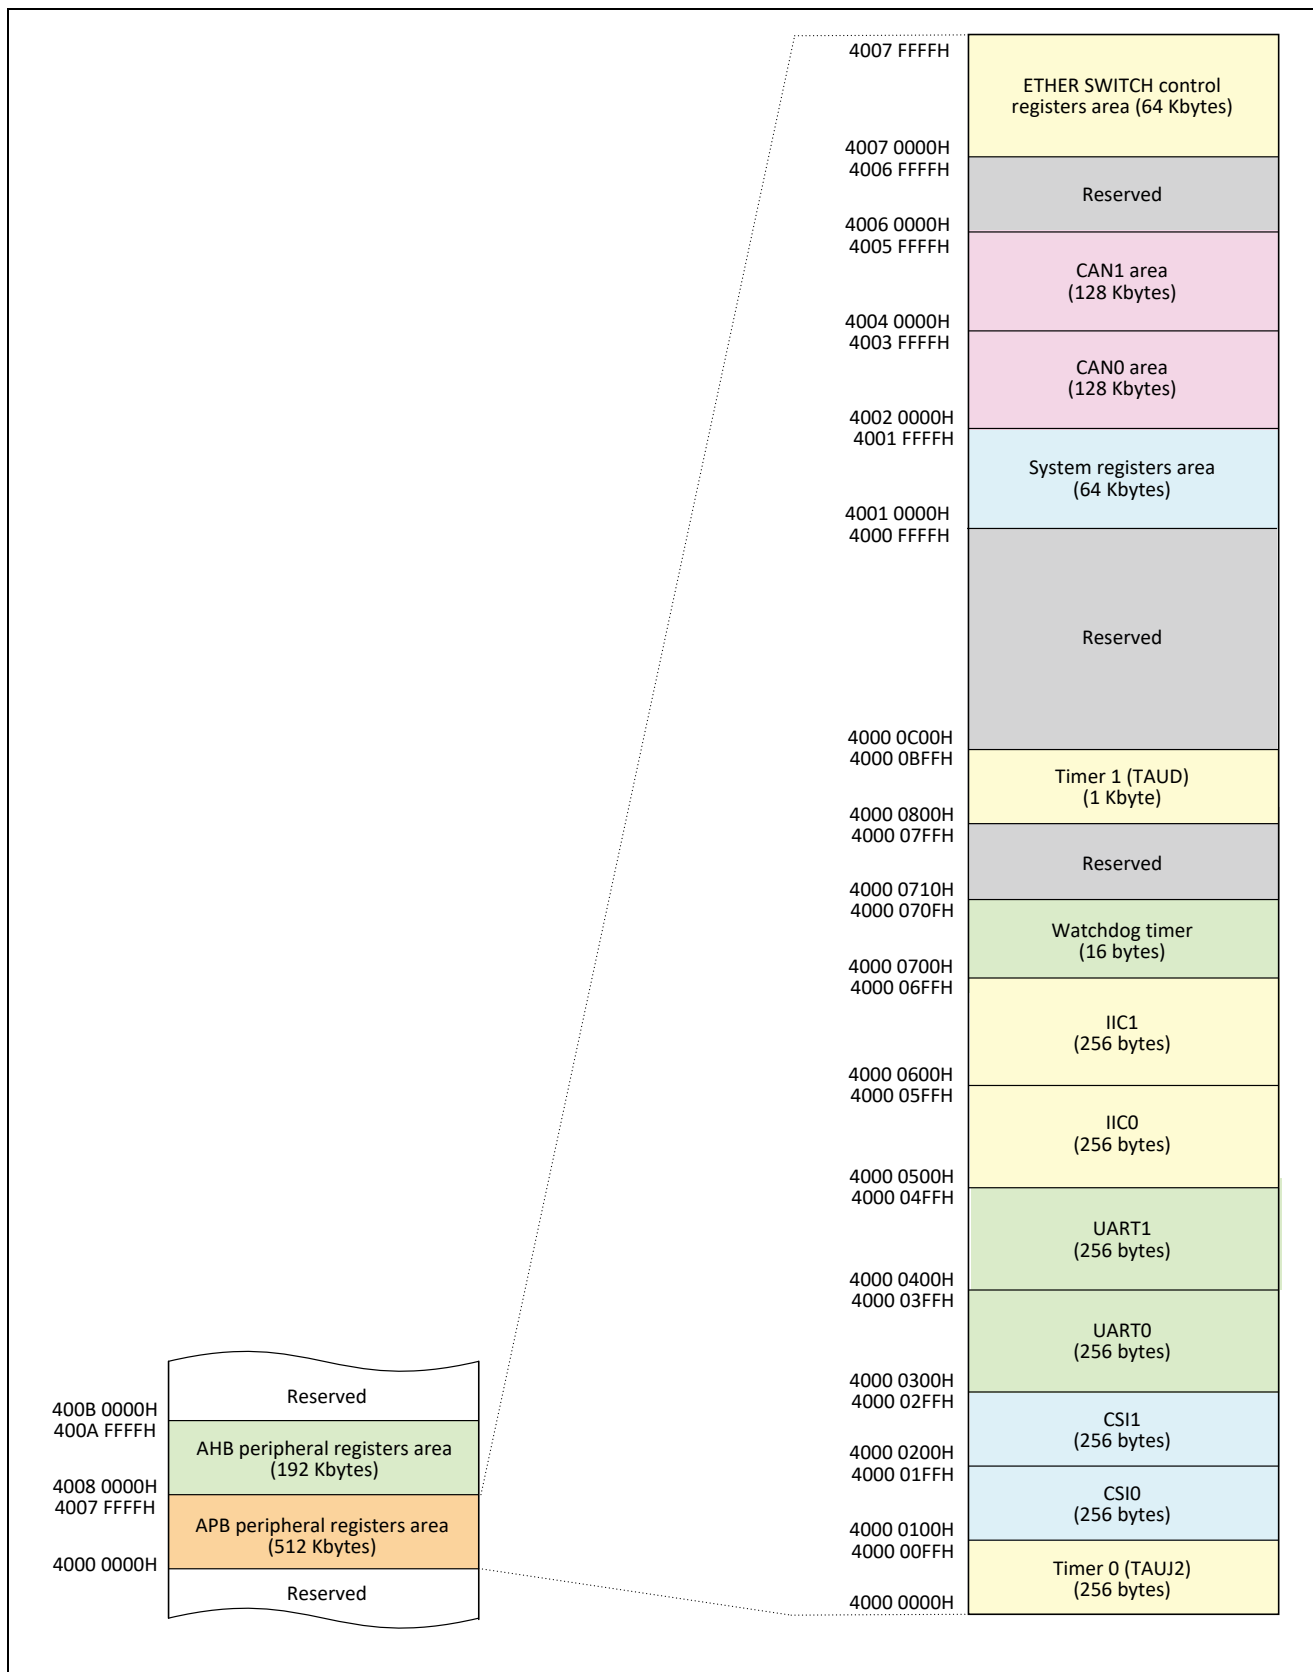 4007 FFFFH
ETHER SWITCH control
registers area (64 Kbytes)
4007 0000H
4006 FFFFH
Reserved
4006 0000H
4005 FFFFH
CAN1 area
(128 Kbytes)
4004 0000H
4003 FFFFH
CAN0 area
(128 Kbytes)
4002 0000H
4001 FFFFH
System registers area
(64 Kbytes)
4001 0000H
4000 FFFFH
Reserved
4000 0C00H
4000 0BFFH
Timer 1 (TAUD)
(1 Kbyte)
4000 0800H
4000 07FFH
Reserved
4000 0710H
4000 070FH
Watchdog timer
(16 bytes)
4000 0700H
4000 06FFH
IIC1
(256 bytes)
4000 0600H
4000 05FFH
IIC0
(256 bytes)
4000 0500H
4000 04FFH
UART1
(256 bytes)
4000 0400H
4000 03FFH
UART0
(256 bytes)
4000 0300H
4000 02FFH
CSI1
(256 bytes)
4000 0200H
4000 01FFH
CSI0
(256 bytes)
4000 0100H
4000 00FFH
Timer 0 (TAUJ2)
(256 bytes)
4000 0000H
Reserved
400B 0000H
400A FFFFH
AHB peripheral registers area
(192 Kbytes)
4008 0000H
4007 FFFFH
APB peripheral registers area
(512 Kbytes)
4000 0000H
Reserved